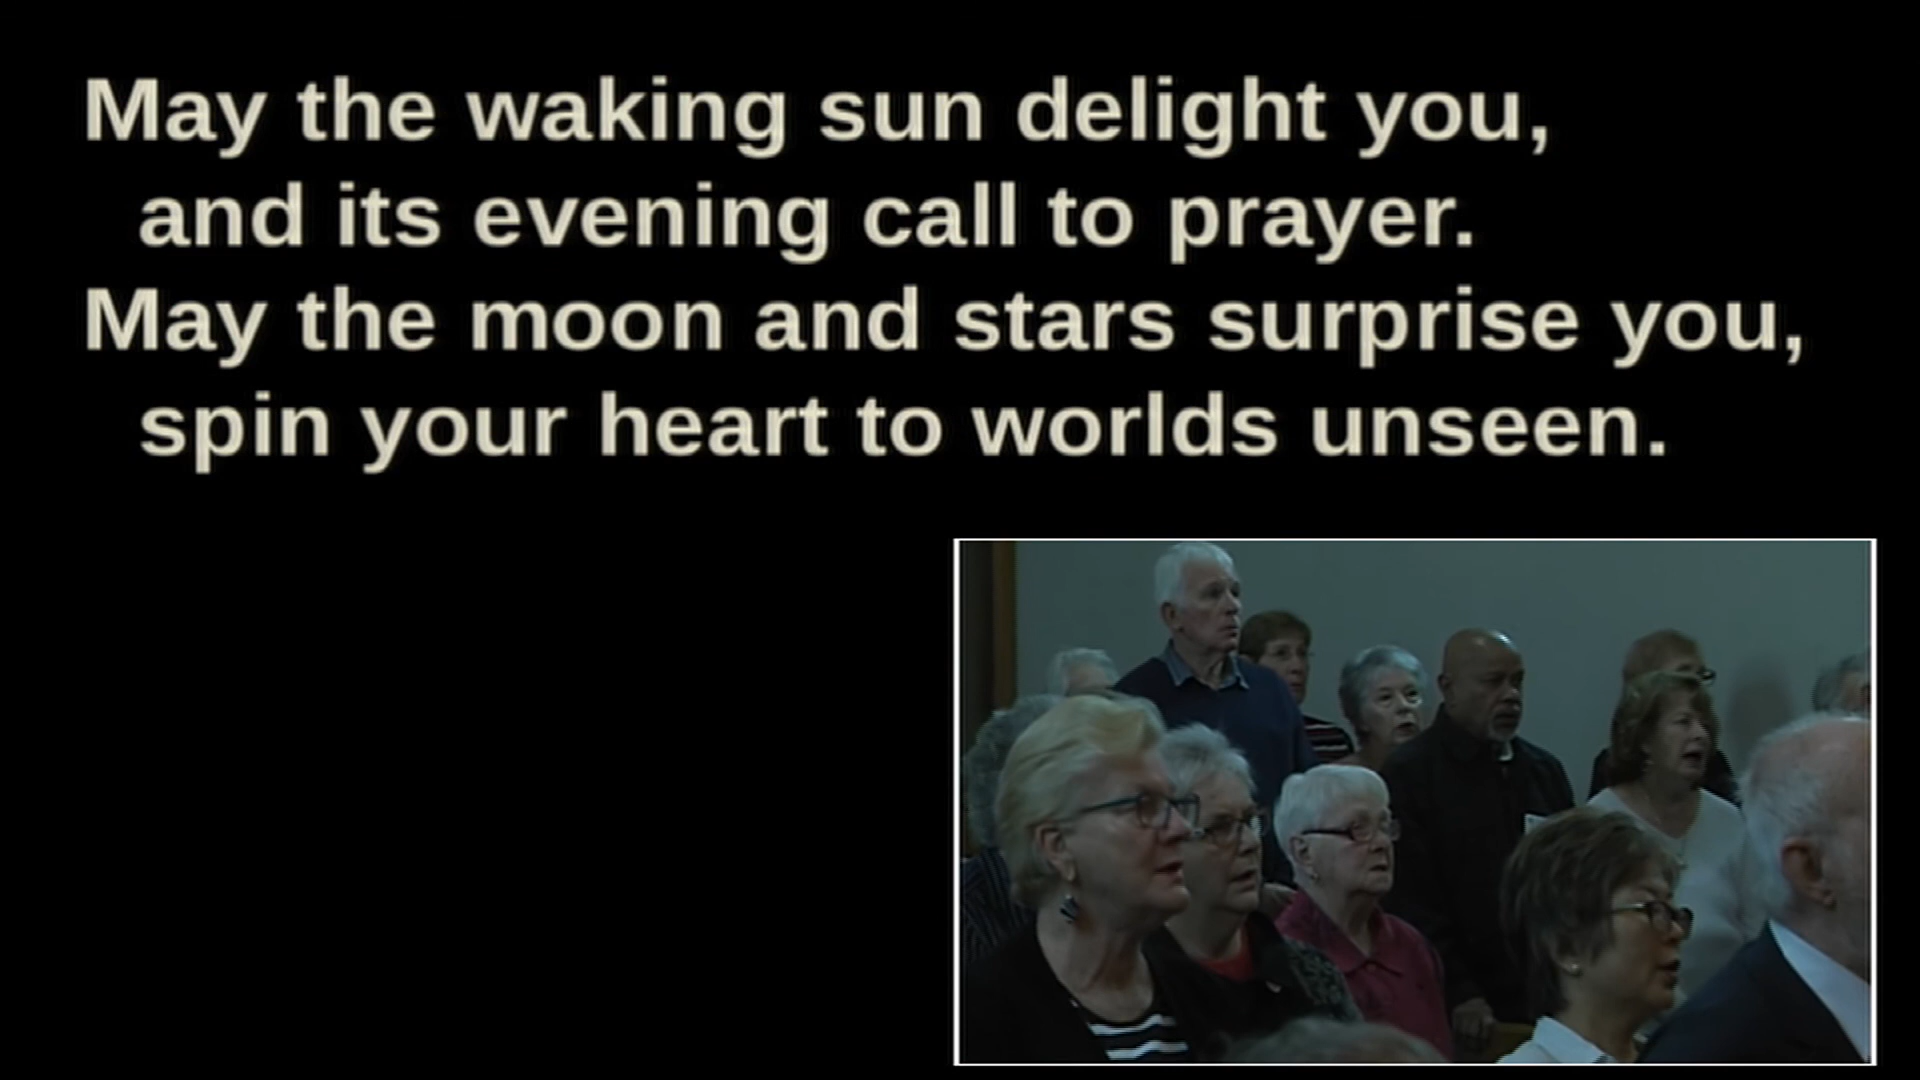 May the waking sun delight you,
and its evening call to prayer.
May the moon and stars surprise you,
spin your heart to worlds unseen.